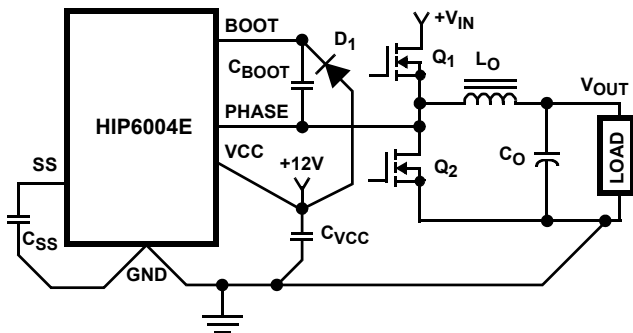 +VIN
BOOT
D1
Q1
LO
CBOOT
VOUT
HIP6004E
PHASE
VCC
SS
+12V
Q2
CO
LOAD
CSS
CVCC
GND